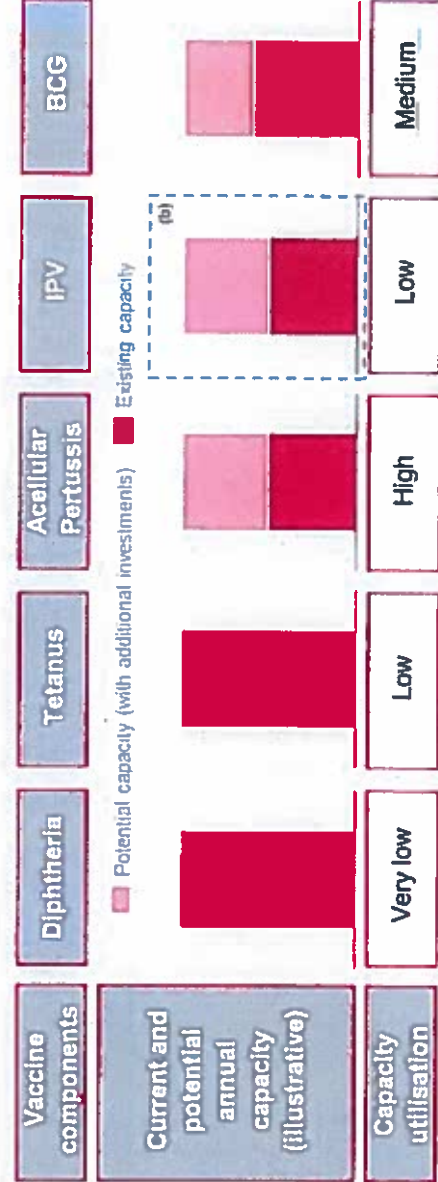 Vaccine
components
Diphtheria
Tetanus
Acellular
Pertussis
IPV
BCG
Potential capacity (with additional investments)
Existing capacity
Current and
potential
annual
capacity
(illustrative)
(b)
Capacity
utilisation
Very low
Low
High
Low
Medium